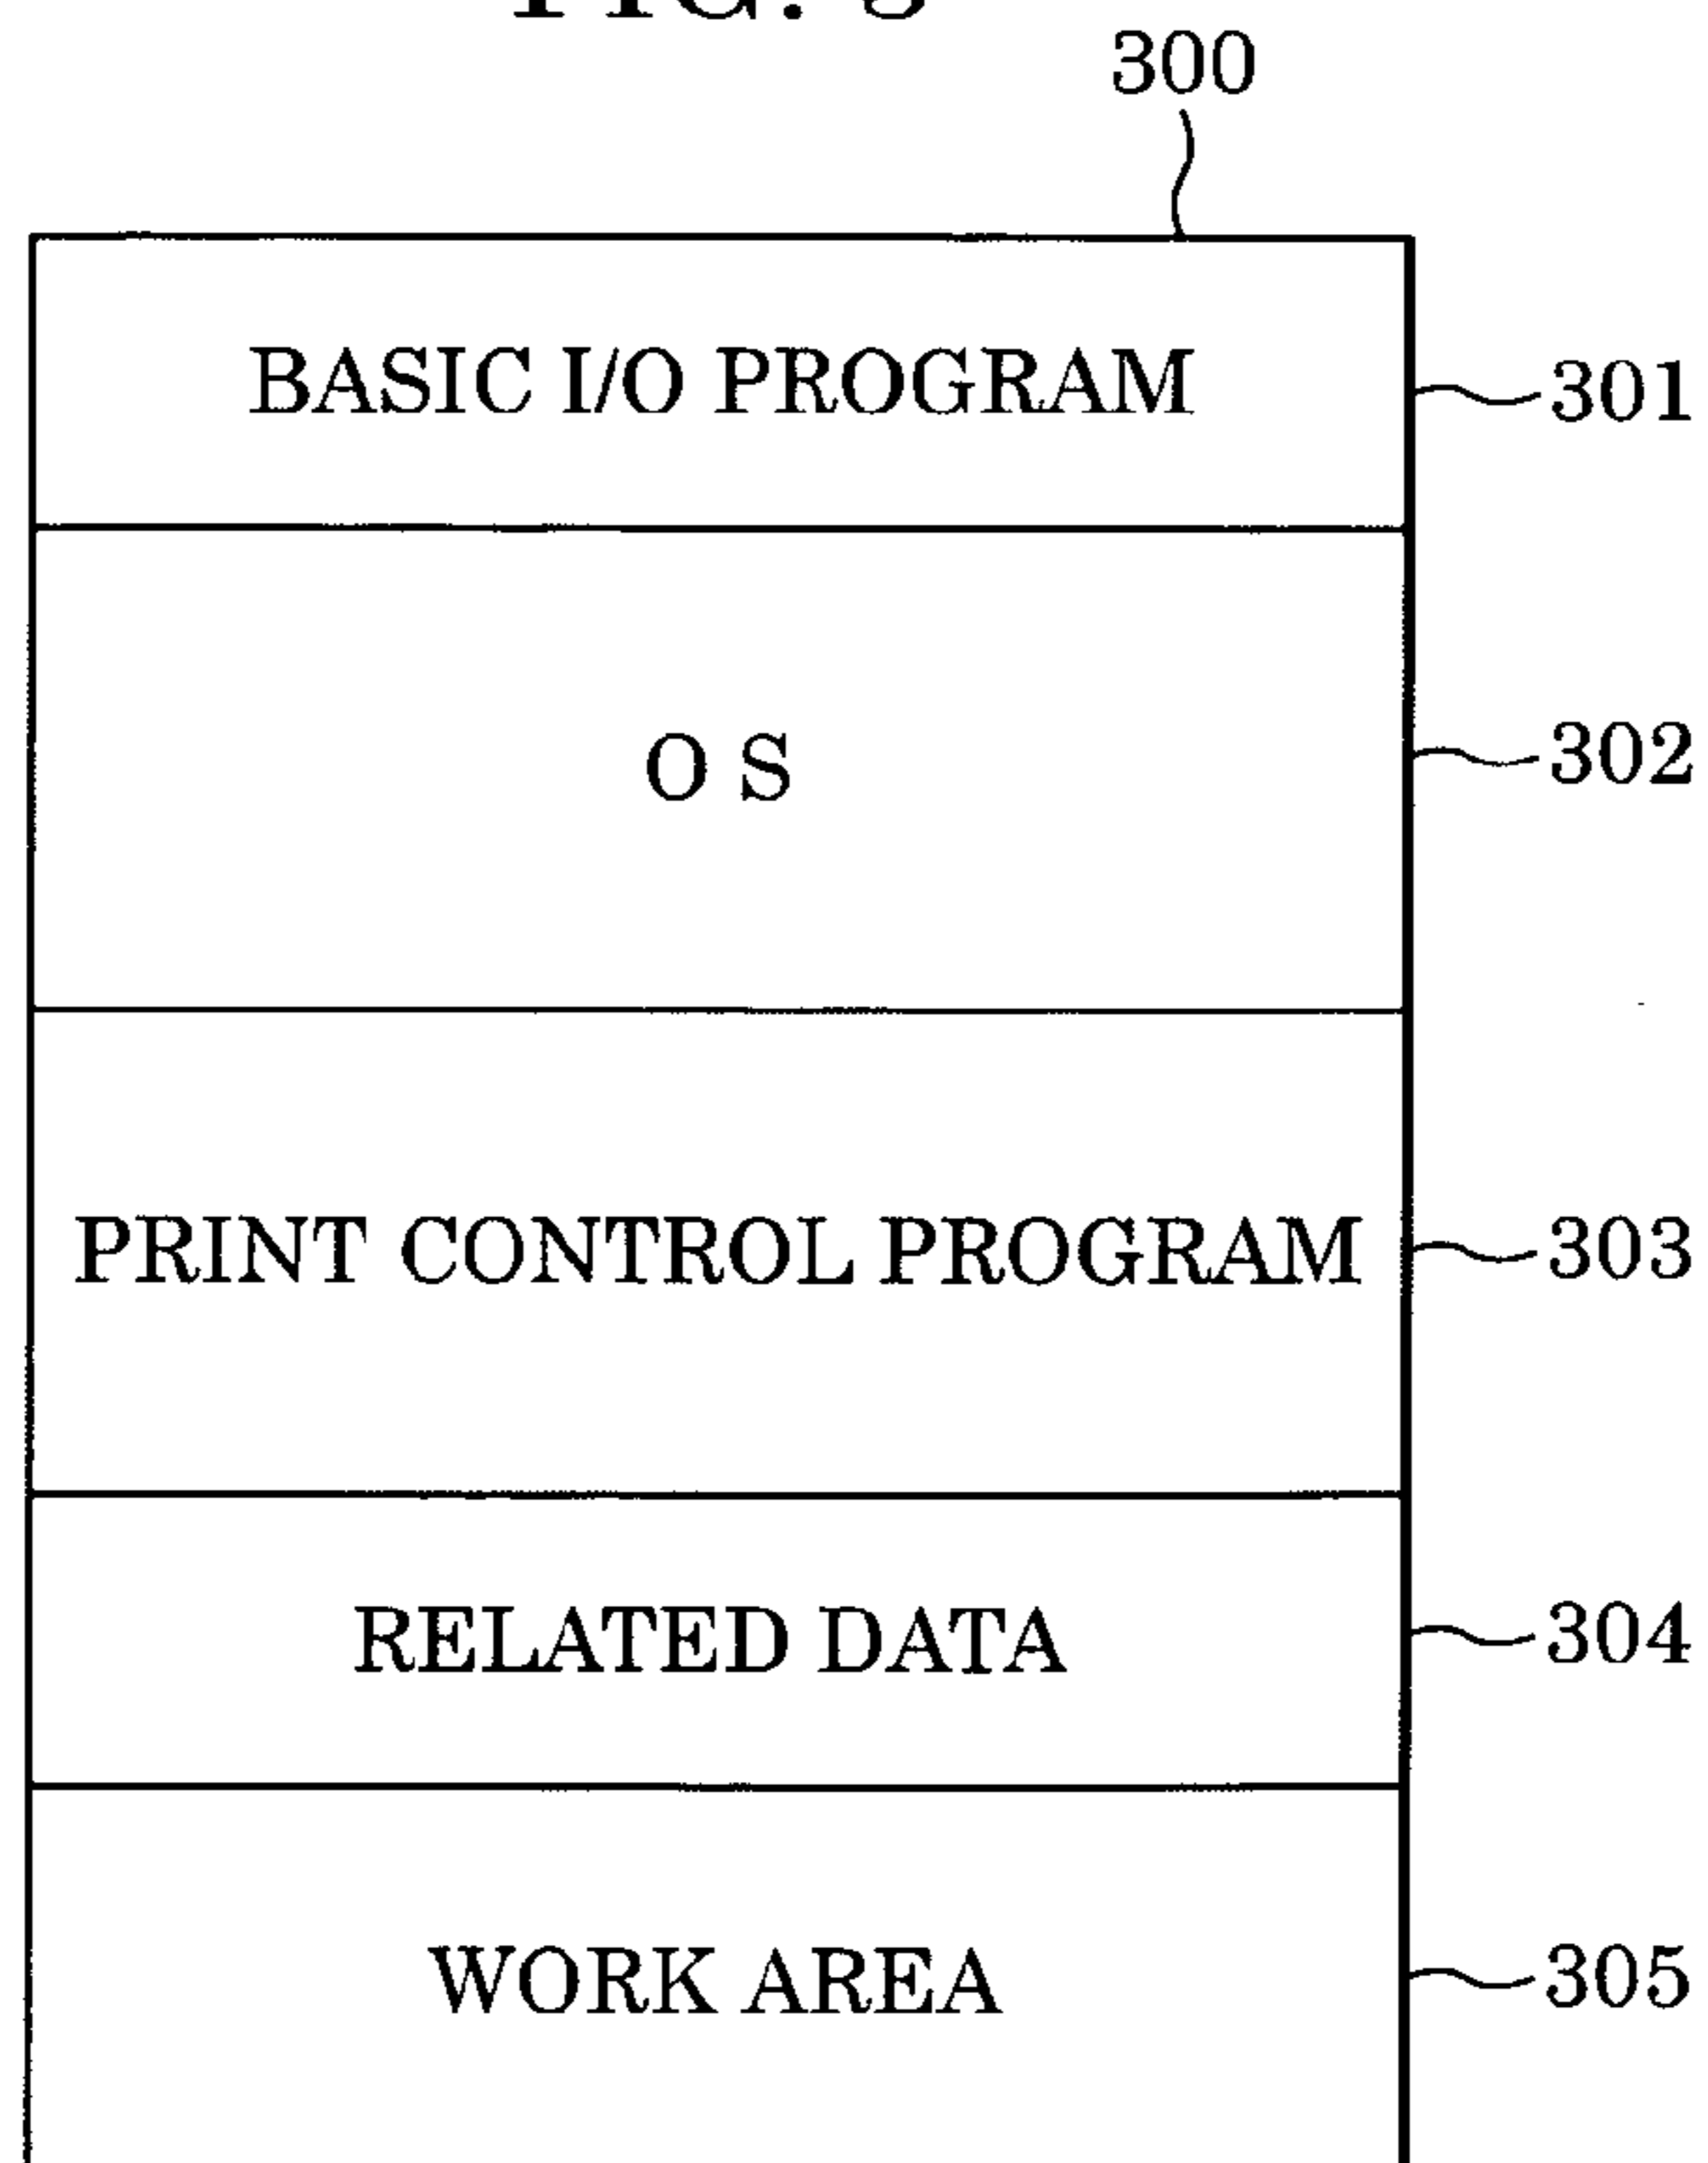 300
BASIC I/O PROGRAM
301
O S
302
PRINT CONTROL PROGRAM
303
RELATED DATA
304
WORK AREA
305